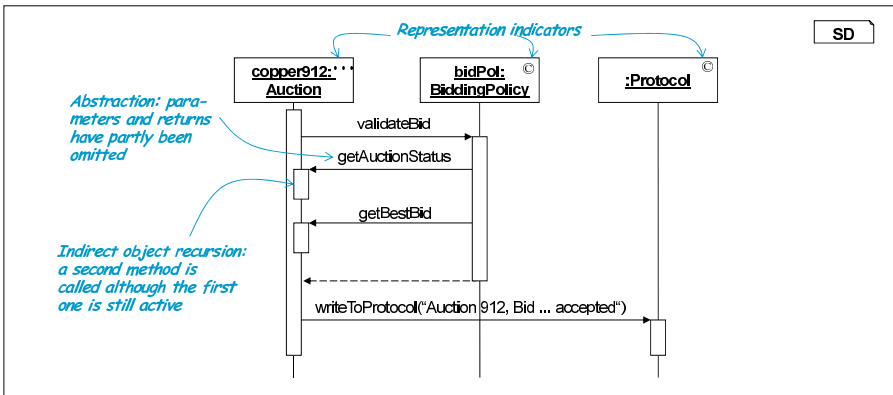 Representation indicators
SD
copper912: • • •
Auction
bidPol: ©
BiddingPolicy
:Protocol ©
Abstraction: para-
meters and returns
have partly been
omitted
validateBid
getAuctionStatus
getBestBid
Indirect object recursion:
a second method is
called although the first
one is still active
writeToProtocol(“Auction 912, Bid ... accepted“)